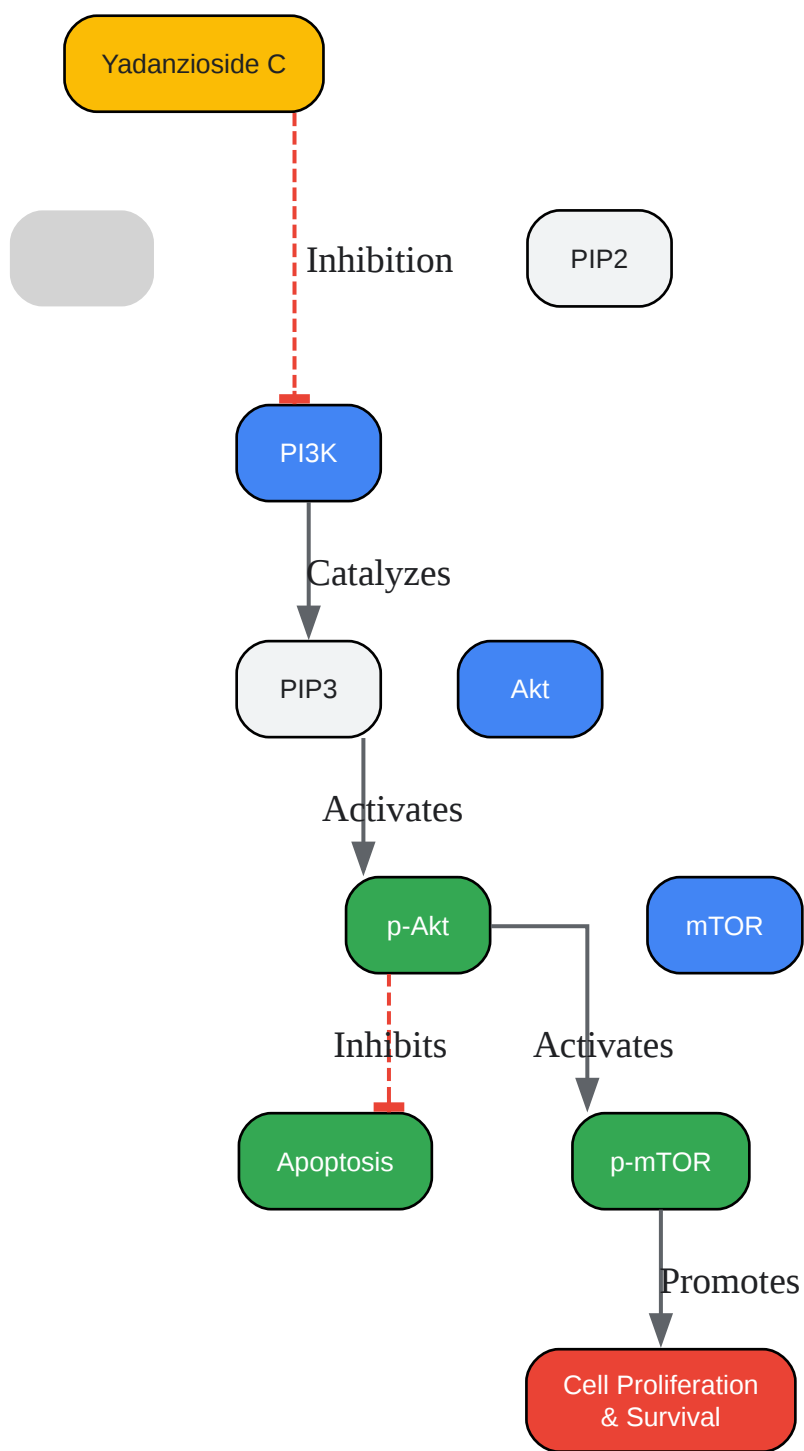 Yadanzioside C
Inhibition
PIP2
PI3K
Catalyzes
PIP3
Akt
Activates
p-Akt
mTOR
Inhibits
Activates
Apoptosis
p-mTOR
Promotes
Cell Proliferation
& Survival